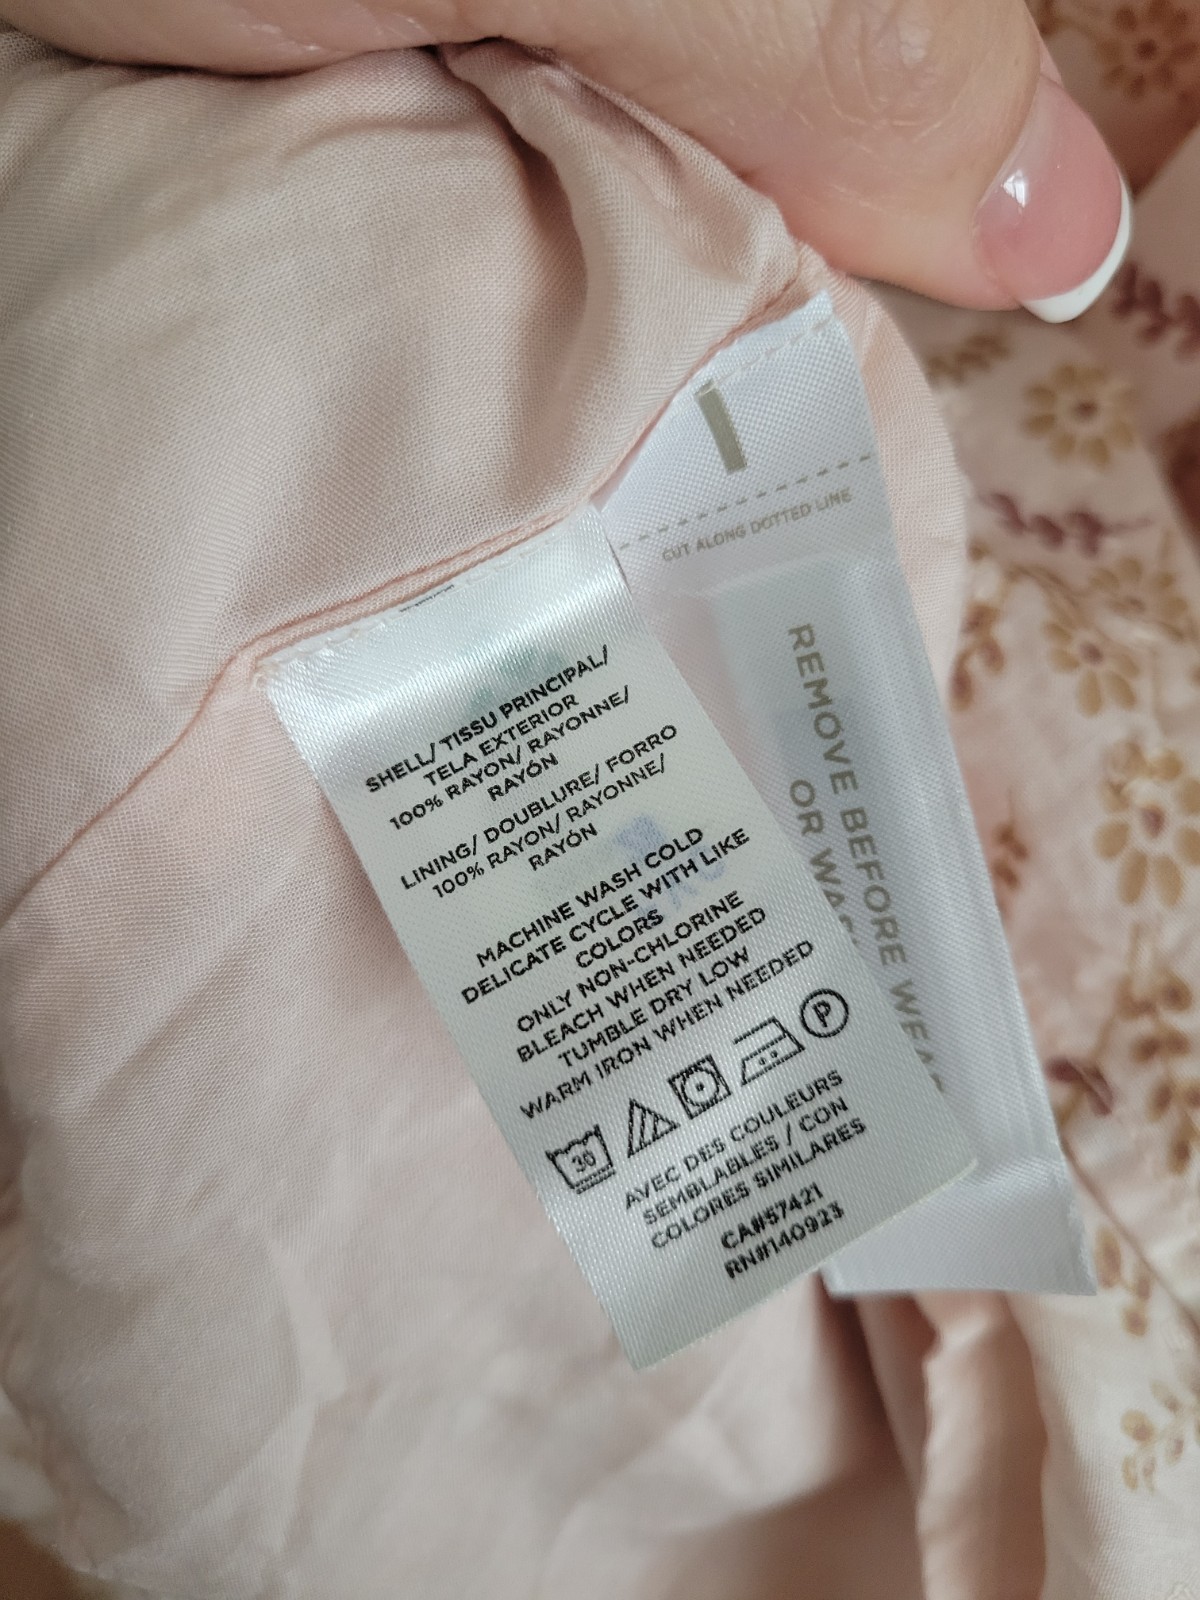 SHELL/ TISSU PRINCIPAL/
TELA EXTERIOR
100% RAYON/ RAYONNE/
RAYÓN
LINING/ DOUBLURE/ FORRO
100% RAYON/ RAYONNE/
RAYÓN
MACHINE WASH COLD
DELICATE CYCLE WITH LIKE
COLORS
ONLY NON-CHLORINE
BLEACH WHEN NEEDED
TUMBLE DRY LOW
WARM IRON WHEN NEEDED
30 P
AVEC DES COULEURS
SEMBLABLES / CON
COLORES SIMILARES
CA#57421
RN#140923
CUT ALONG DOTTED LINE
REMOVE BEFORE WEAR
OR WAS